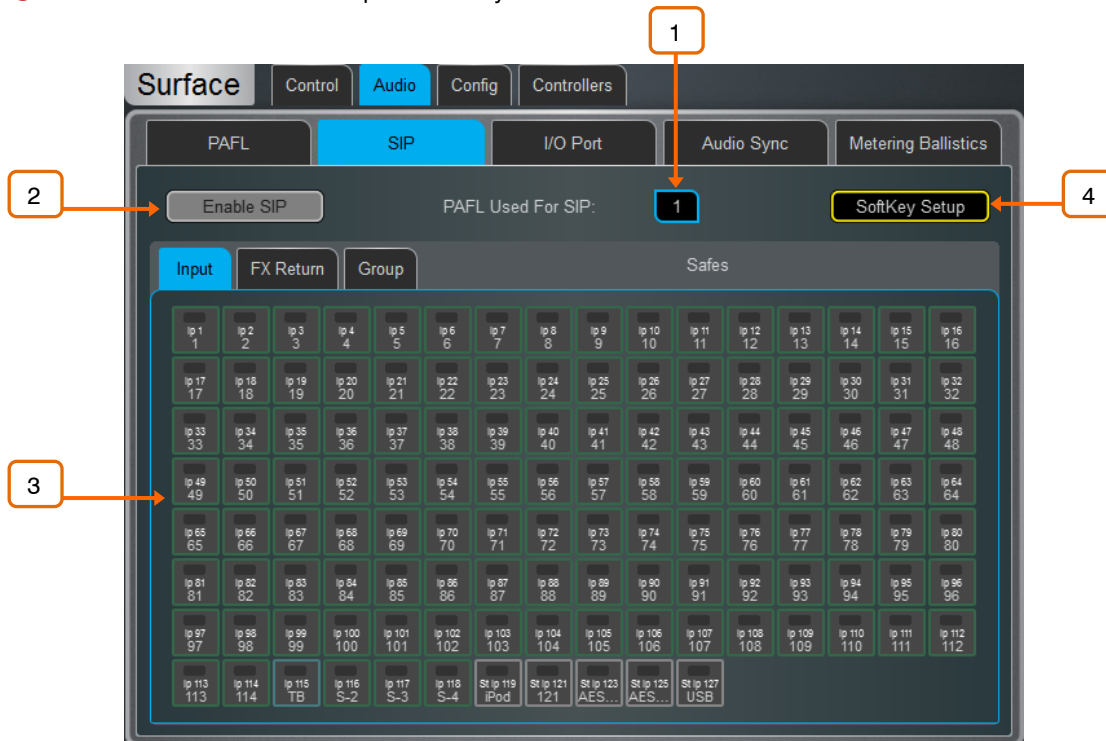 1
Surface Control Audio Config Controllers
PAFL SIP I/O Port Audio Sync Metering Ballistics
2 Enable SIP PAFL Used For SIP: 1 SoftKey Setup 4
Input FX Return Group Safes
Ip 1 Ip 2 Ip 3 Ip 4 Ip 5 Ip 6 Ip 7 Ip 8 Ip 9 Ip 10 Ip 11 Ip 12 Ip 13 Ip 14 Ip 15 Ip 16
1 2 3 4 5 6 7 8 9 10 11 12 13 14 15 16
Ip 17 Ip 18 Ip 19 Ip 20 Ip 21 Ip 22 Ip 23 Ip 24 Ip 25 Ip 26 Ip 27 Ip 28 Ip 29 Ip 30 Ip 31 Ip 32
17 18 19 20 21 22 23 24 25 26 27 28 29 30 31 32
Ip 33 Ip 34 Ip 35 Ip 36 Ip 37 Ip 38 Ip 39 Ip 40 Ip 41 Ip 42 Ip 43 Ip 44 Ip 45 Ip 46 Ip 47 Ip 48
33 34 35 36 37 38 39 40 41 42 43 44 45 46 47 48
3
Ip 49 Ip 50 Ip 51 Ip 52 Ip 53 Ip 54 Ip 55 Ip 56 Ip 57 Ip 58 Ip 59 Ip 60 Ip 61 Ip 62 Ip 63 Ip 64
49 50 51 52 53 54 55 56 57 58 59 60 61 62 63 64
Ip 65 Ip 66 Ip 67 Ip 68 Ip 69 Ip 70 Ip 71 Ip 72 Ip 73 Ip 74 Ip 75 Ip 76 Ip 77 Ip 78 Ip 79 Ip 80
65 66 67 68 69 70 71 72 73 74 75 76 77 78 79 80
Ip 81 Ip 82 Ip 83 Ip 84 Ip 85 Ip 86 Ip 87 Ip 88 Ip 89 Ip 90 Ip 91 Ip 92 Ip 93 Ip 94 Ip 95 Ip 96
81 82 83 84 85 86 87 88 89 90 91 92 93 94 95 96
Ip 97 Ip 98 Ip 99 Ip 100 Ip 101 Ip 102 Ip 103 Ip 104 Ip 105 Ip 106 Ip 107 Ip 108 Ip 109 Ip 110 Ip 111 Ip 112
97 98 99 100 101 102 103 104 105 106 107 108 109 110 111 112
Ip 113 Ip 114 Ip 115 Ip 116 Ip 117 Ip 118 St Ip 119 St Ip 121 St Ip 123 St Ip 125 St Ip 127
113 114 TB S-2 S-3 S-4 iPod 121 AES... AES... USB